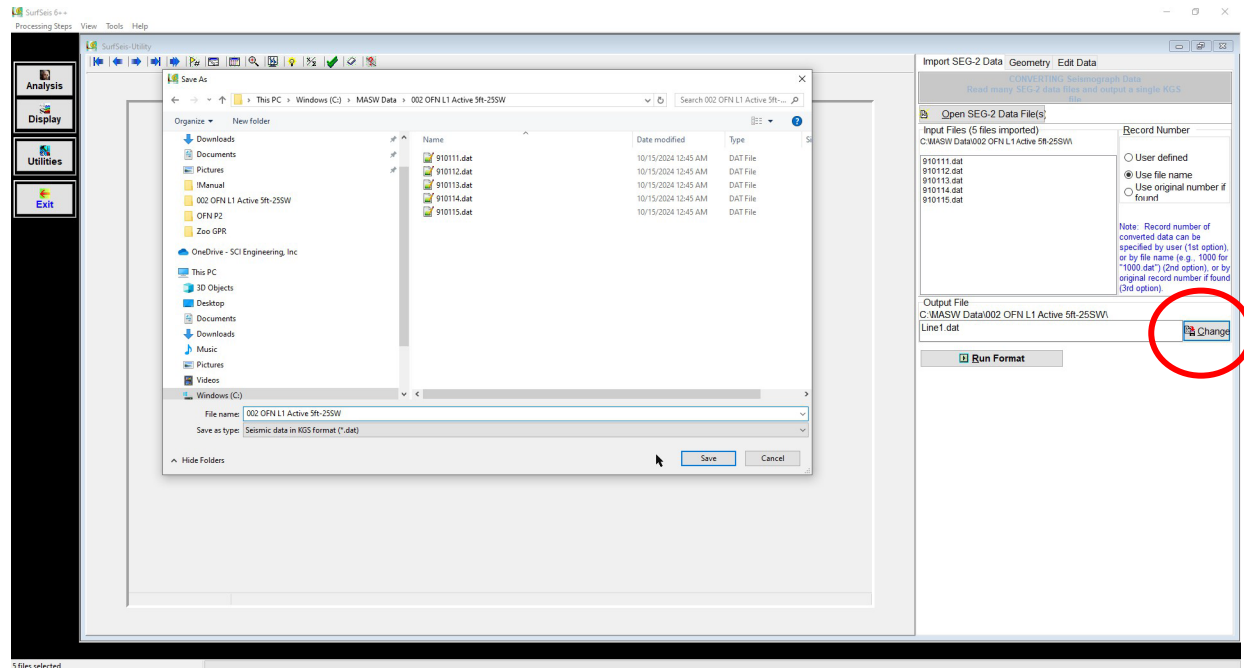 SurfSeis 6++
Processing Steps View Tools Help
SurfSeis-Utility
Analysis
Display
Utilities
Exit
Save As
This PC > Windows (C:) > MASW Data > 002 OFN L1 Active 5ft-25SW
Search 002 OFN L1 Active 5ft-...
Organize New folder
Downloads
Documents
Pictures
!Manual
002 OFN L1 Active 5ft-25SW
OFN P2
Zoo GPR
OneDrive - SCI Engineering, Inc
This PC
3D Objects
Desktop
Documents
Downloads
Music
Pictures
Videos
Windows (C:)
Name Date modified Type Si
910111.dat 10/15/2024 12:45 AM DAT File
910112.dat 10/15/2024 12:45 AM DAT File
910113.dat 10/15/2024 12:45 AM DAT File
910114.dat 10/15/2024 12:45 AM DAT File
910115.dat 10/15/2024 12:45 AM DAT File
File name: 002 OFN L1 Active 5ft-25SW
Save as type: Seismic data in KGS format (*.dat)
Hide Folders
Save Cancel
Import SEG-2 Data Geometry Edit Data
CONVERTING Seismograph Data
Read many SEG-2 data files and output a single KGS
file
Open SEG-2 Data File(s)
Input Files (5 files imported)
C:\MASW Data\002 OFN L1 Active 5ft-25SW\
910111.dat
910112.dat
910113.dat
910114.dat
910115.dat
Record Number
User defined
Use file name
Use original number if
found
Note: Record number of
converted data can be
specified by user (1st option),
or by file name (e.g., 1000 for
"1000.dat") (2nd option), or by
original record number if found
(3rd option).
Output File
C:\MASW Data\002 OFN L1 Active 5ft-25SW\
Line1.dat
Change
Run Format
5 files selected